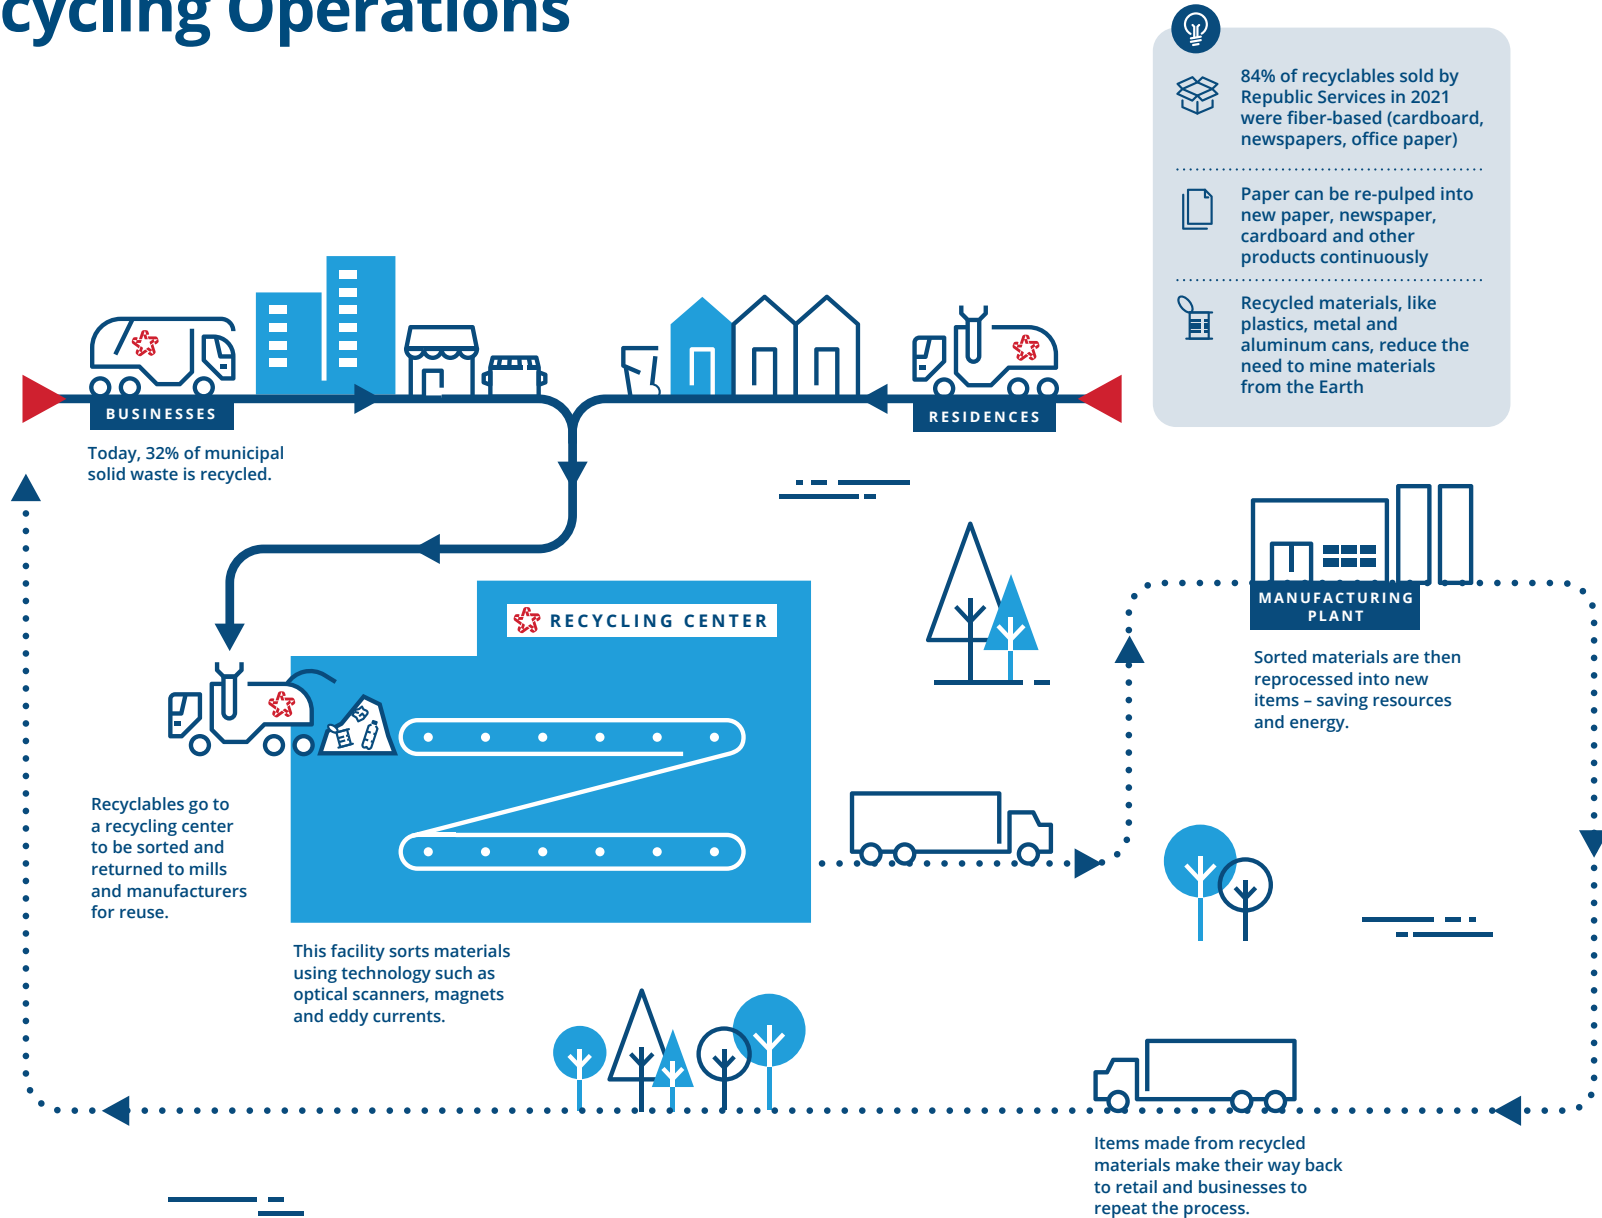 cycling Operations
84% of recyclables sold by
Republic Services in 2021
were fiber-based (cardboard,
newspapers, office paper)
Paper can be re-pulped into
new paper, newspaper,
cardboard and other
products continuously
Recycled materials, like
plastics, metal and
aluminum cans, reduce the
need to mine materials
from the Earth
BUSINESSES
Today, 32% of municipal
solid waste is recycled.
RESIDENCES
RECYCLING CENTER
Recyclables go to
a recycling center
to be sorted and
returned to mills
and manufacturers
for reuse.
This facility sorts materials
using technology such as
optical scanners, magnets
and eddy currents.
MANUFACTURING
PLANT
Sorted materials are then
reprocessed into new
items – saving resources
and energy.
Items made from recycled
materials make their way back
to retail and businesses to
repeat the process.